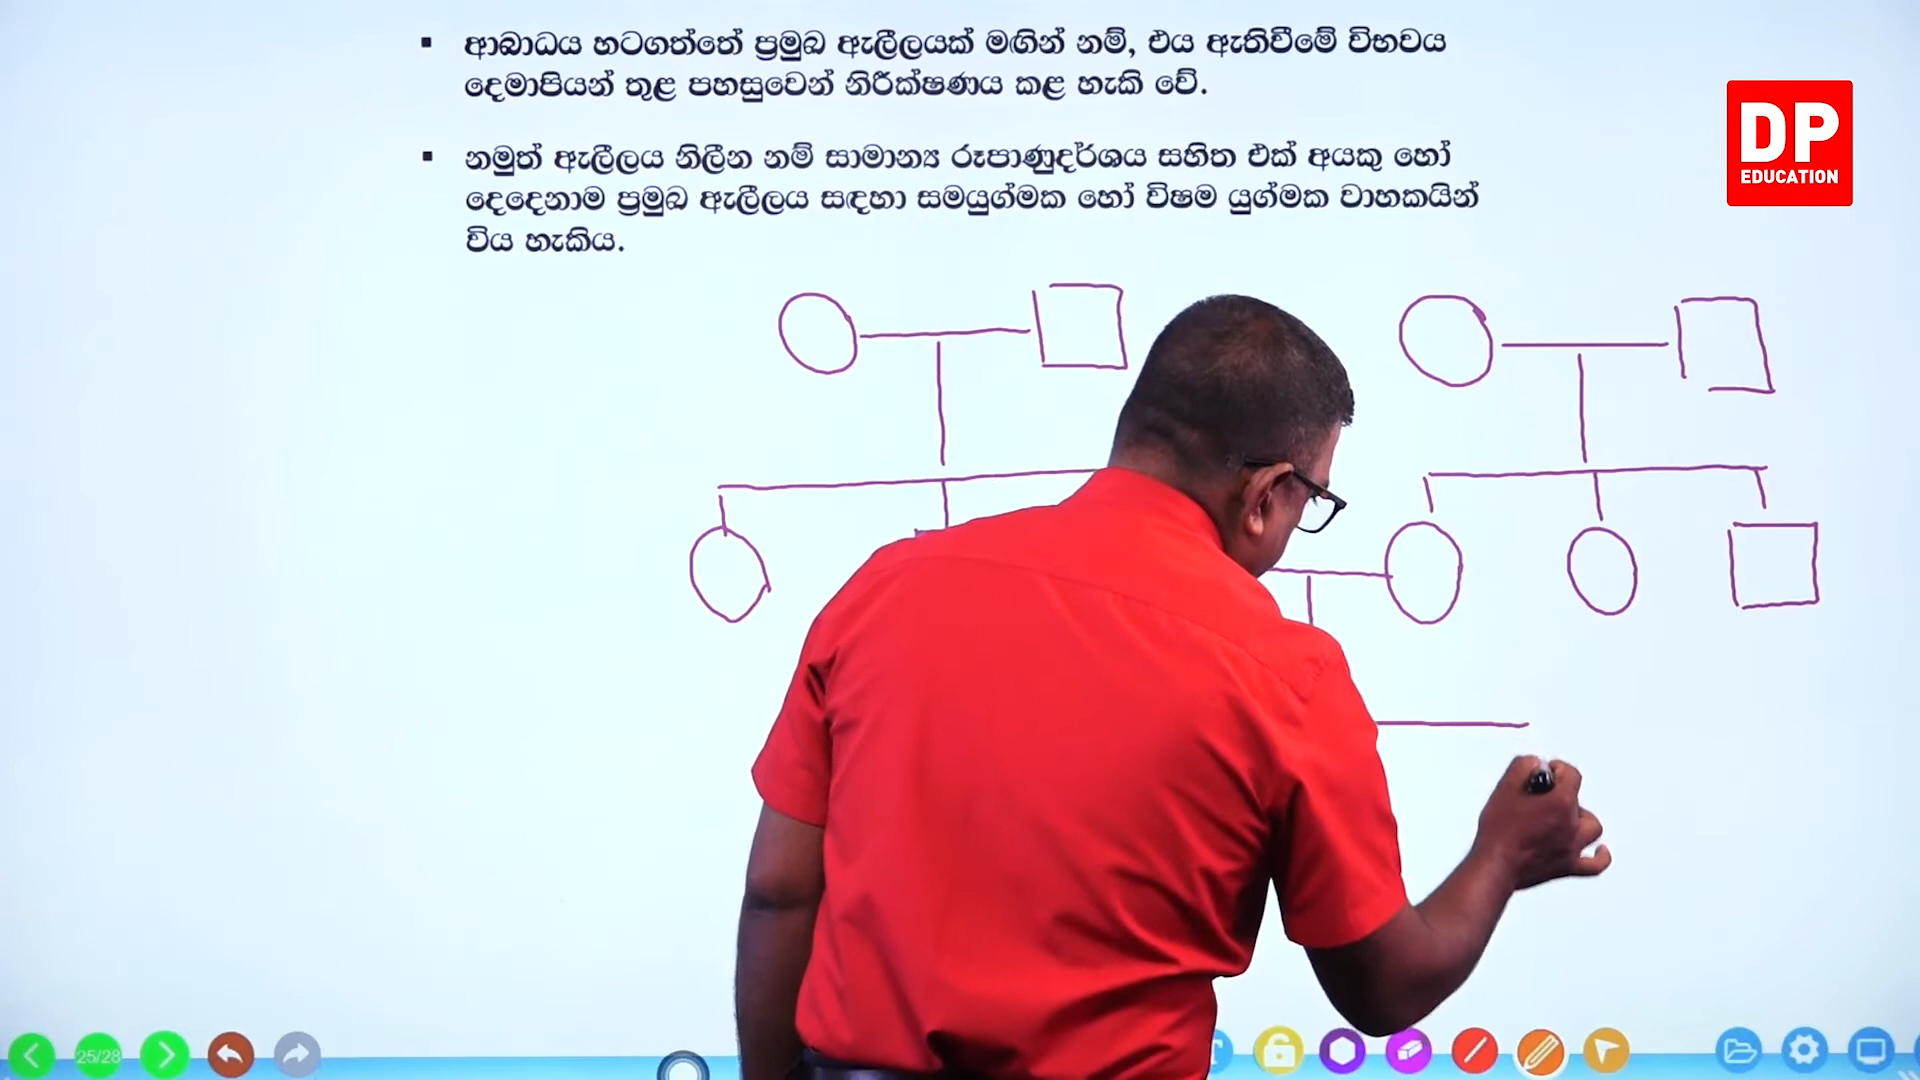 ආබාධය හටගත්තේ ප්‍රමුඛ ඇලීලයක් මඟින් නම්, එය ඇතිවීමේ විභවය
දෙමාපියන් තුළ පහසුවෙන් නිරීක්ෂණය කළ හැකි වේ.
නමුත් ඇලීලය නිලීන නම් සාමාන්‍ය රූපාණුදර්ශය සහිත එක් අයකු හෝ
දෙදෙනාම ප්‍රමුඛ ඇලීලය සඳහා සමයුග්මක හෝ විෂම යුග්මක වාහකයින්
විය හැකිය.
DP
EDUCATION
25/28